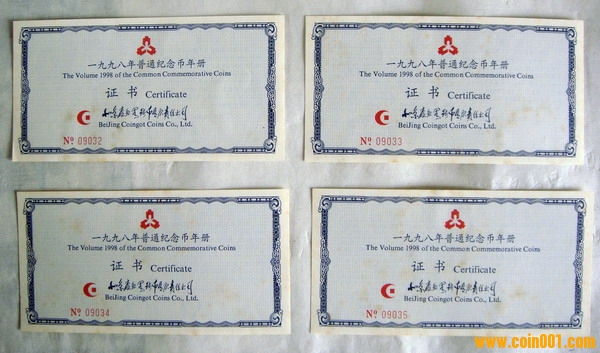 一九九八年普通纪念币年册
The Volume 1998 of the Common Commemorative Coins
证 书 Certificate
BeiJing Coingot Coins Co., Ltd.
No 09032
一九九八年普通纪念币年册
The Volume 1998 of the Common Commemorative Coins
证 书 Certificate
BeiJing Coingot Coins Co., Ltd.
No 09033
一九九八年普通纪念币年册
The Volume 1998 of the Common Commemorative Coins
证 书 Certificate
BeiJing Coingot Coins Co., Ltd.
No 09034
一九九八年普通纪念币年册
The Volume 1998 of the Common Commemorative Coins
证 书 Certificate
BeiJing Coingot Coins Co., Ltd.
No 09035
www.coin001.com